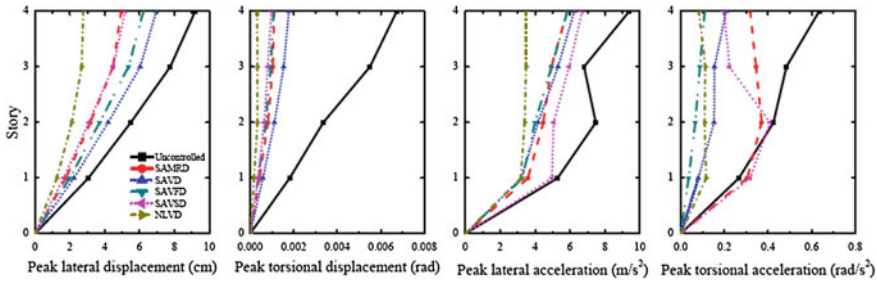 4
3
2
1
0
Story
Uncontrolled
SAMRD
SAVD
SAVFD
SAVSD
NLVD
0 2 4 6 8 10
0.000 0.002 0.004 0.006 0.008
0 2 4 6 8 10
0.0 0.2 0.4 0.6 0.8
4
3
2
1
0
4
3
2
1
0
4
3
2
1
0
Peak lateral displacement (cm)
Peak torsional displacement (rad)
Peak lateral acceleration (m/s²)
Peak torsional acceleration (rad/s²)